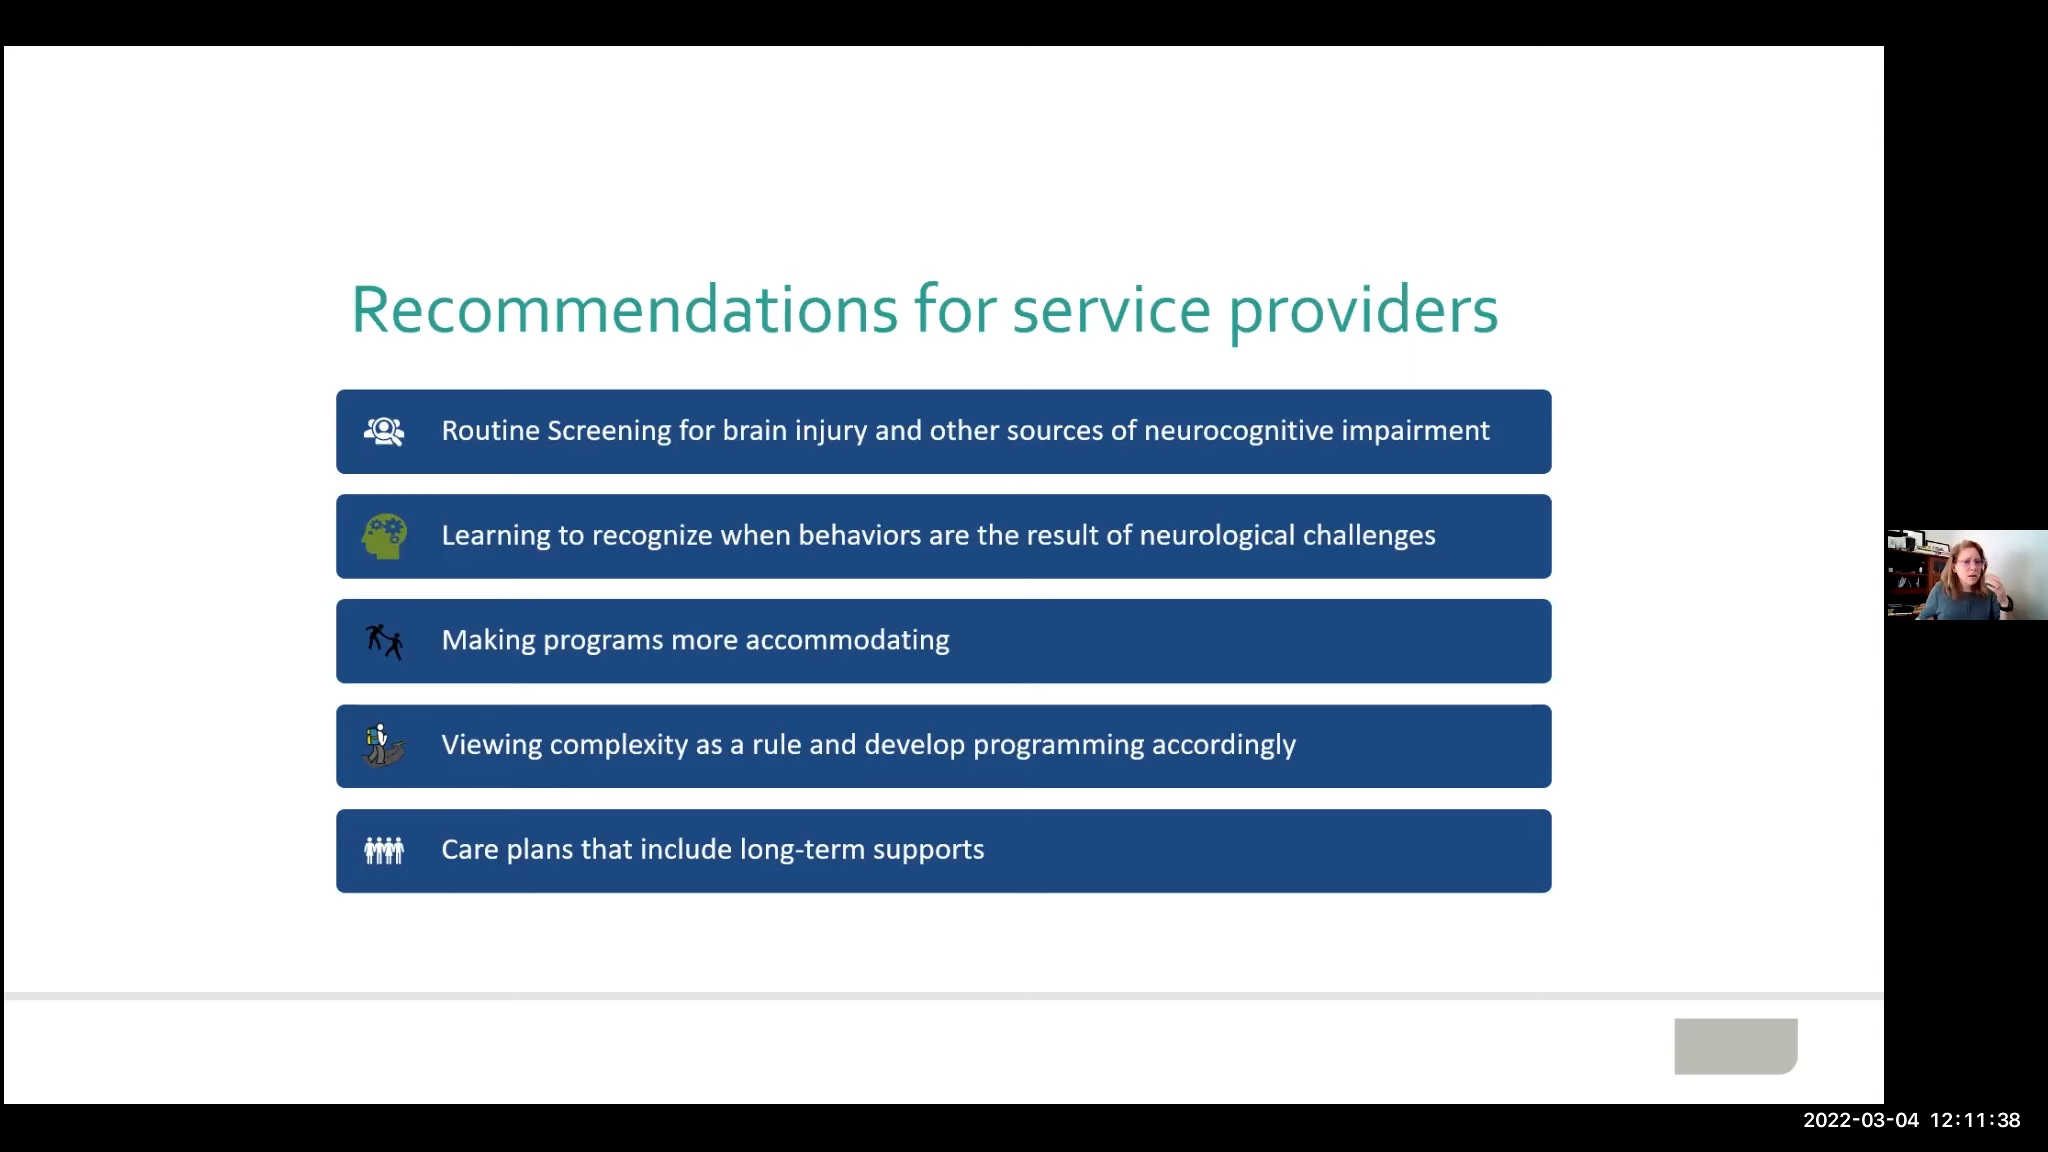 Recommendations for service providers
Routine Screening for brain injury and other sources of neurocognitive impairment
Learning to recognize when behaviors are the result of neurological challenges
Making programs more accommodating
Viewing complexity as a rule and develop programming accordingly
Care plans that include long-term supports
2022-03-04 12:11:38